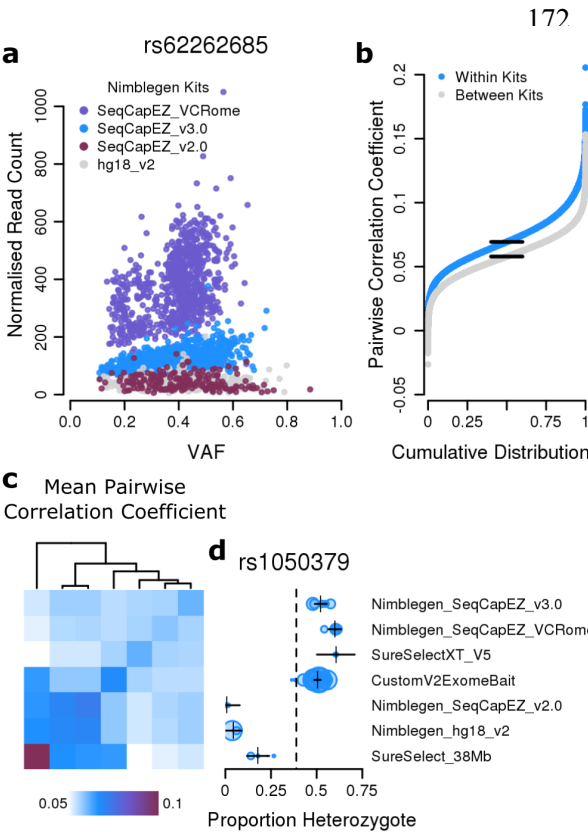 172
a
rs62262685
Nimblegen Kits
SeqCapEZ_VCRome
SeqCapEZ_v3.0
SeqCapEZ_v2.0
hg18_v2
Normalised Read Count
0
200
400
600
800
1000
0.0
0.2
0.4
0.6
0.8
1.0
VAF
b
Within Kits
Between Kits
Pairwise Correlation Coefficient
-0.05
0
0.05
0.1
0.15
0.2
0
0.25
0.75
1
Cumulative Distribution
c
Mean Pairwise
Correlation Coefficient
0.05
0.1
d
rs1050379
Nimblegen_SeqCapEZ_v3.0
Nimblegen_SeqCapEZ_VCRome
SureSelectXT_V5
CustomV2ExomeBait
Nimblegen_SeqCapEZ_v2.0
Nimblegen_hg18_v2
SureSelect_38Mb
0
0.25
0.5
0.75
Proportion Heterozygote